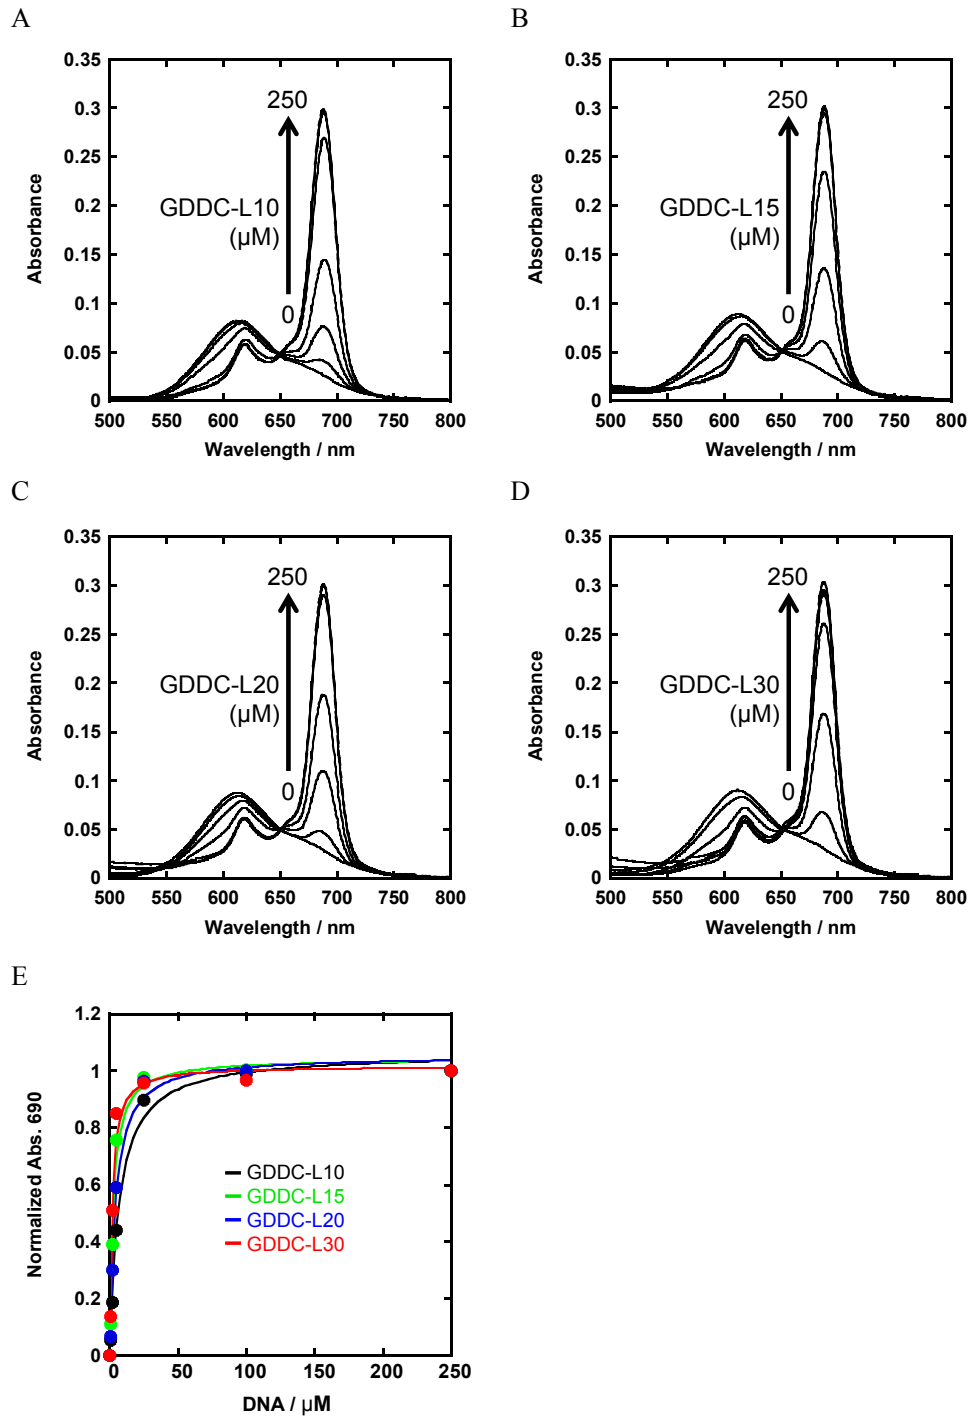 A
0.35
0.3
0.25
0.2
0.15
0.1
0.05
0
Absorbance
250
GDDC-L10
(µM)
0
500 550 600 650 700 750 800
Wavelength / nm
B
0.35
0.3
0.25
0.2
0.15
0.1
0.05
0
Absorbance
250
GDDC-L15
(µM)
0
500 550 600 650 700 750 800
Wavelength / nm
C
0.35
0.3
0.25
0.2
0.15
0.1
0.05
0
Absorbance
250
GDDC-L20
(µM)
0
500 550 600 650 700 750 800
Wavelength / nm
D
0.35
0.3
0.25
0.2
0.15
0.1
0.05
0
Absorbance
250
GDDC-L30
(µM)
0
500 550 600 650 700 750 800
Wavelength / nm
E
1.2
1
0.8
0.6
0.4
0.2
0
Normalized Abs. 690
GDDC-L10
GDDC-L15
GDDC-L20
GDDC-L30
0 50 100 150 200 250
DNA / µM